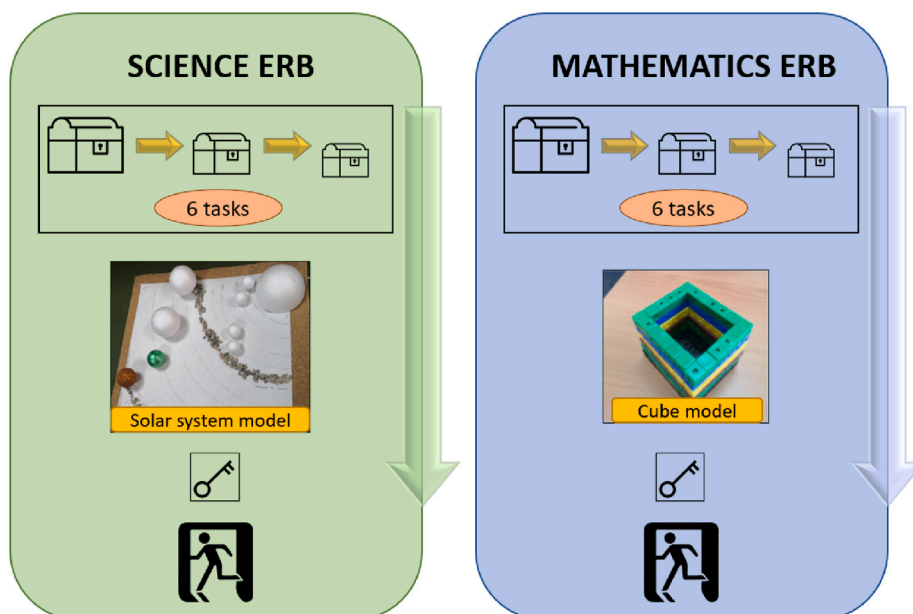 SCIENCE ERB
6 tasks
Solar system model
MATHEMATICS ERB
6 tasks
Cube model